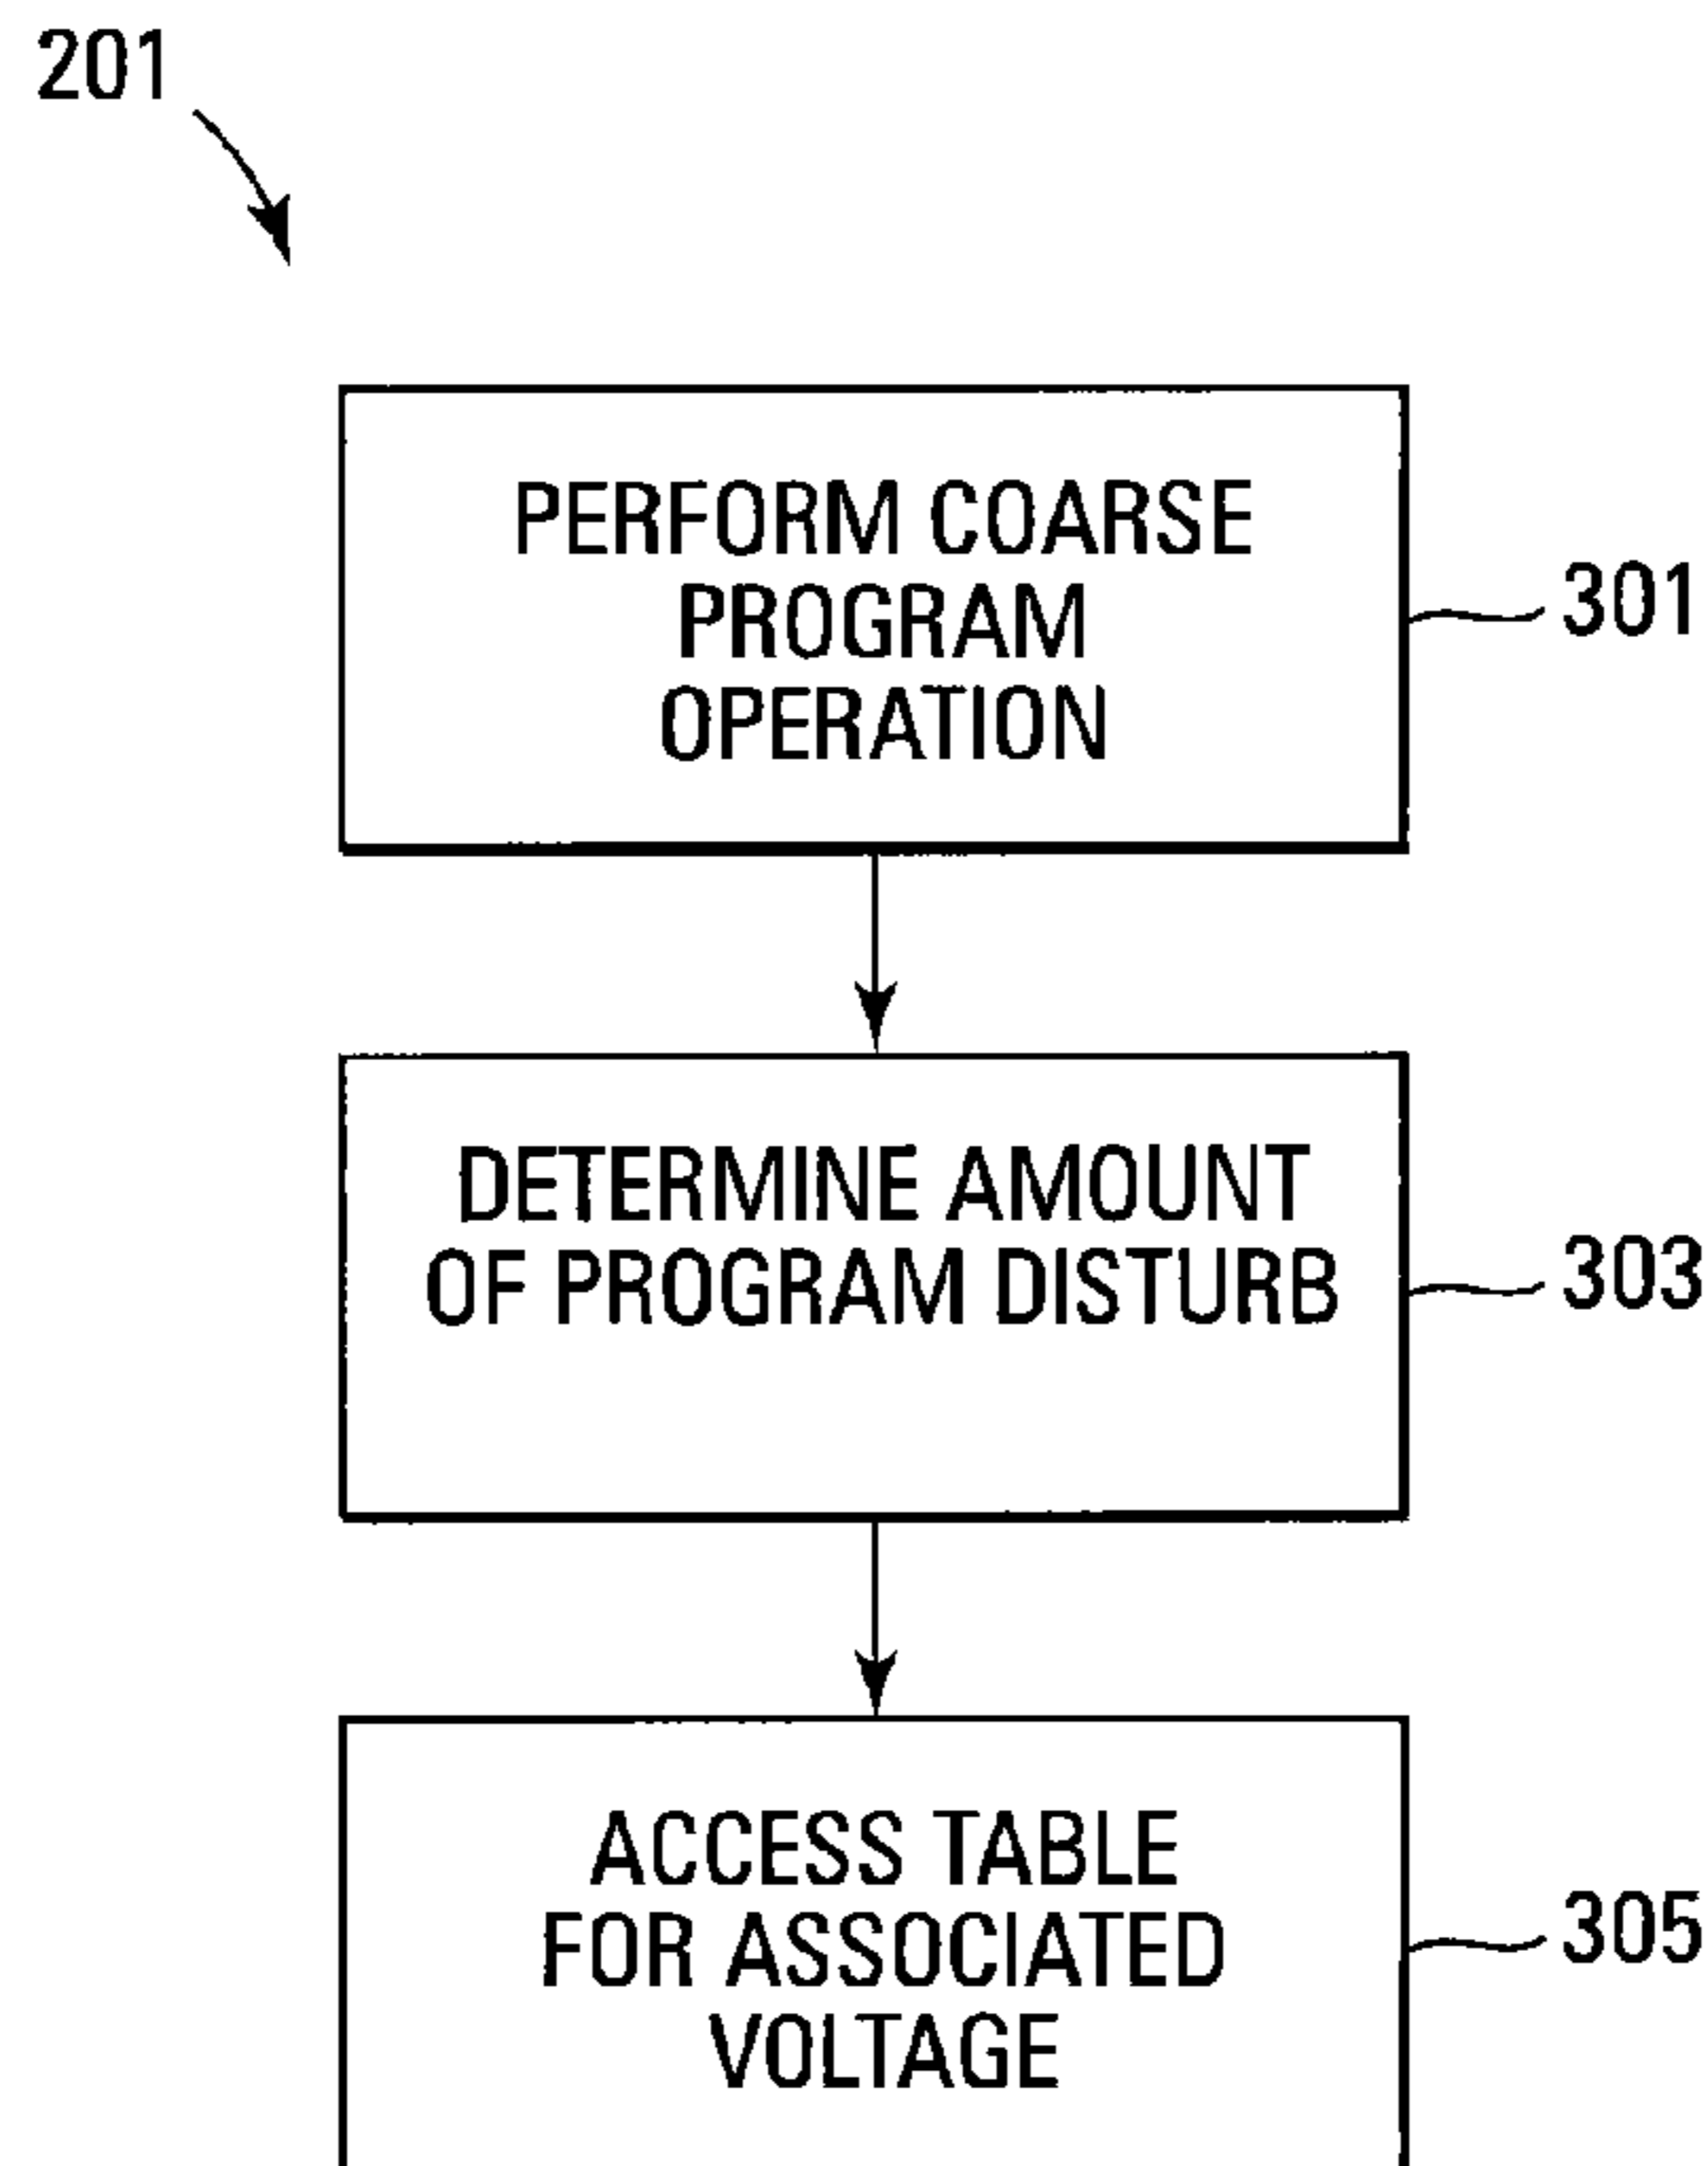 201
PERFORM COARSE
PROGRAM
OPERATION
301
DETERMINE AMOUNT
OF PROGRAM DISTURB
303
ACCESS TABLE
FOR ASSOCIATED
VOLTAGE
305